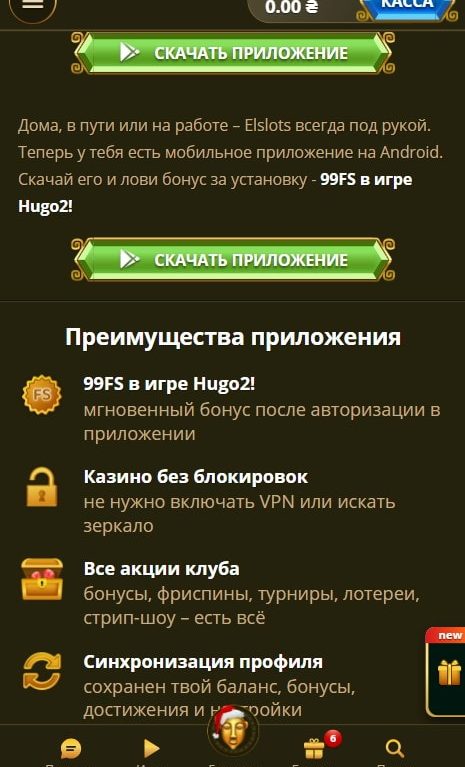 0.00 ₴
КАССА
СКАЧАТЬ ПРИЛОЖЕНИЕ
Дома, в пути или на работе – Elslots всегда под рукой.
Теперь у тебя есть мобильное приложение на Android.
Скачай его и лови бонус за установку - 99FS в игре
Hugo2!
СКАЧАТЬ ПРИЛОЖЕНИЕ
Преимущества приложения
FS
99FS в игре Hugo2!
мгновенный бонус после авторизации в
приложении
Казино без блокировок
не нужно включать VPN или искать
зеркало
Все акции клуба
бонусы, фриспины, турниры, лотереи,
стрип-шоу – есть всё
new
Синхронизация профиля
сохранен твой баланс, бонусы,
достижения и настройки
6